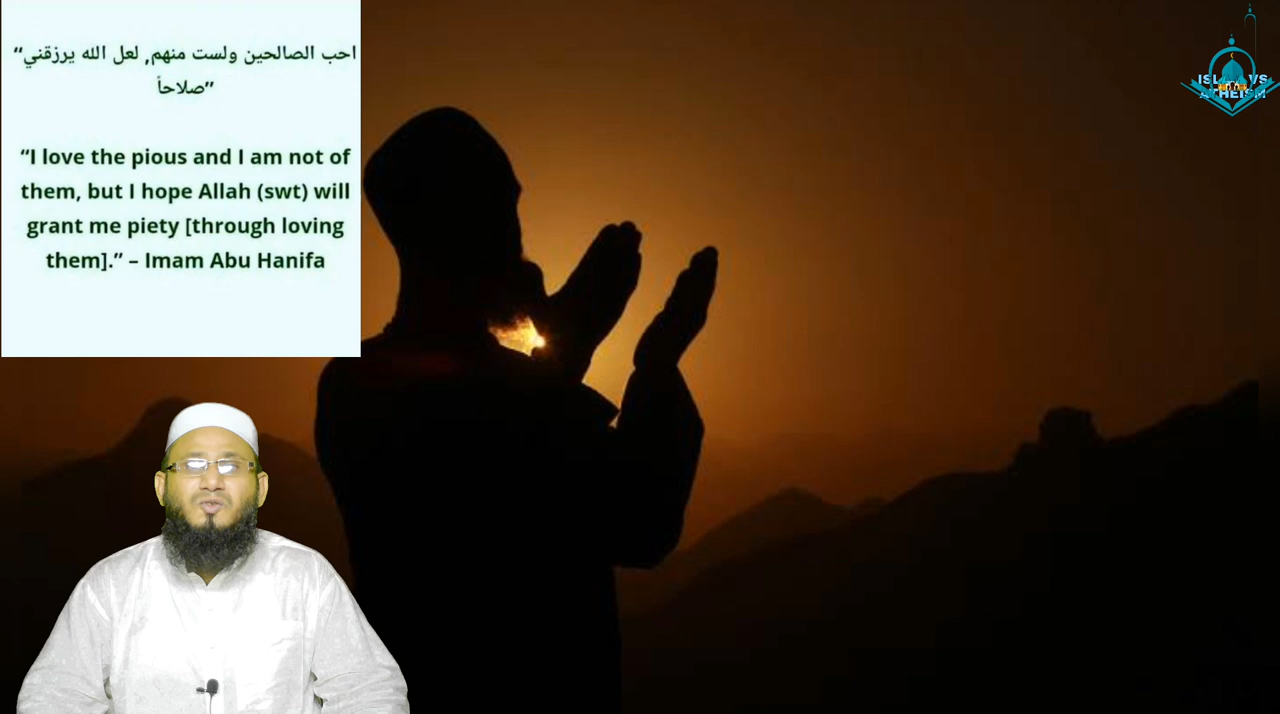 “احب الصالحين ولست منهم, لعل الله يرزقني
صلاحاً”
“I love the pious and I am not of
them, but I hope Allah (swt) will
grant me piety [through loving
them].” – Imam Abu Hanifa
ISLAM VS
ATHEISM